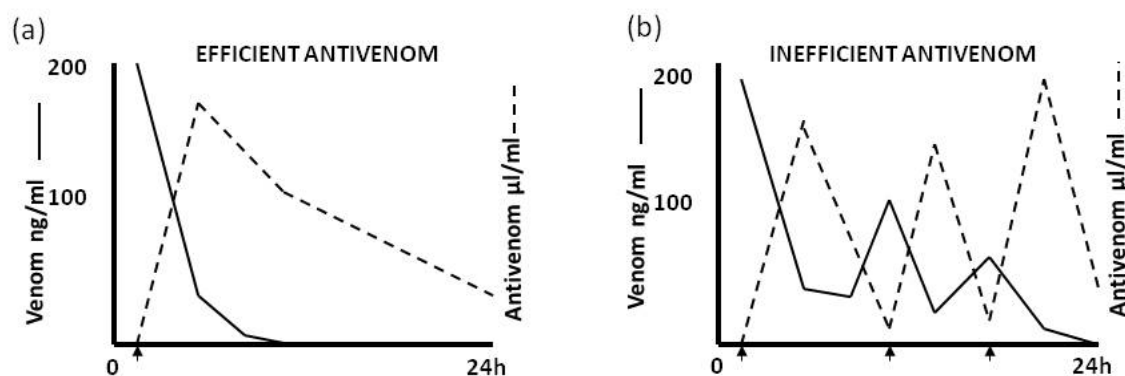 (a)
EFFICIENT ANTIVENOM
200
100
Venom ng/ml
Antivenom µl/ml
0
24h
(b)
INEFFICIENT ANTIVENOM
200
100
Venom ng/ml
Antivenom µl/ml
0
24h